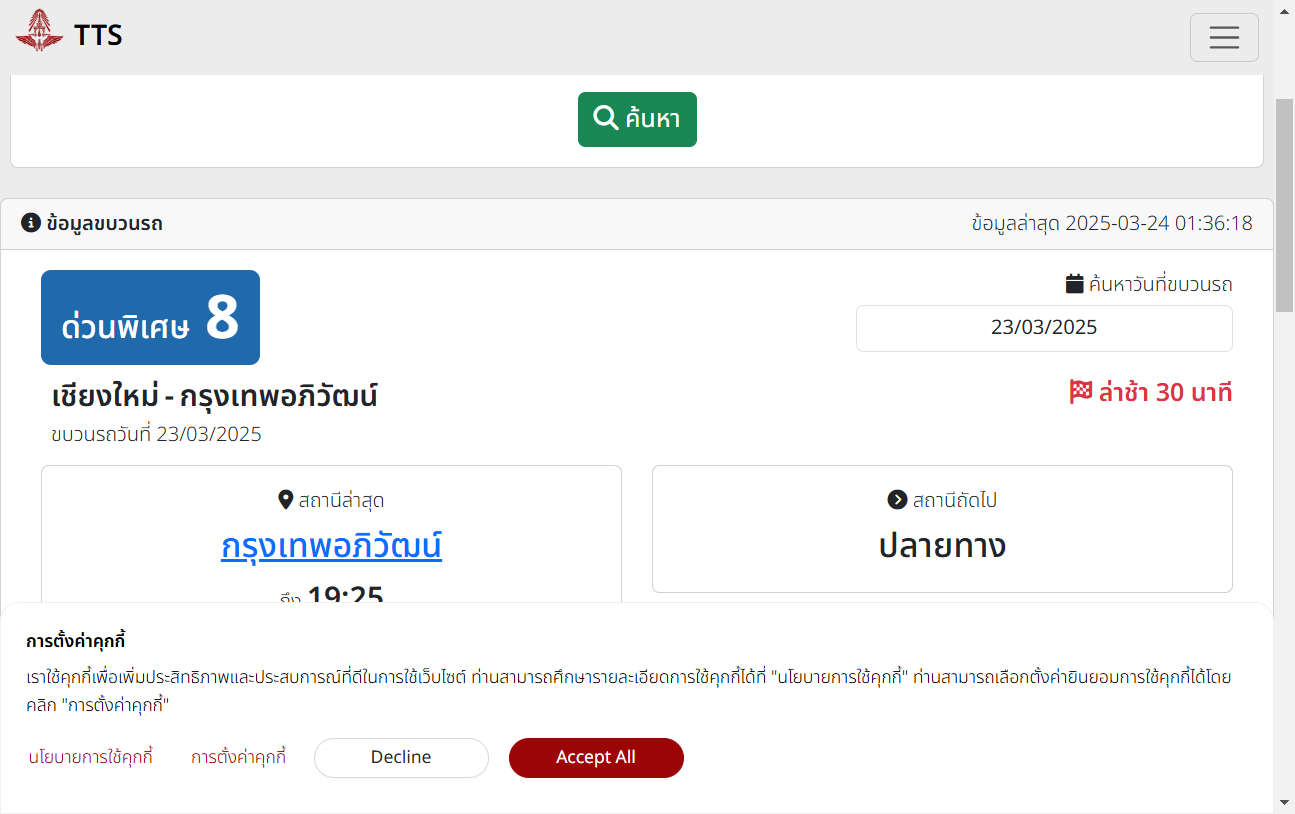 TTS
ค้นหา
ข้อมูลขบวนรถ
ข้อมูลล่าสุด 2025-03-24 01:36:18
ด่วนพิเศษ 8
ค้นหาวันที่ขบวนรถ
23/03/2025
เชียงใหม่ - กรุงเทพอภิวัฒน์
ล่าช้า 30 นาที
ขบวนรถวันที่ 23/03/2025
สถานีล่าสุด
กรุงเทพอภิวัฒน์
ถึง 19:25
สถานีถัดไป
ปลายทาง
การตั้งค่าคุกกี้
เราใช้คุกกี้เพื่อเพิ่มประสิทธิภาพและประสบการณ์ที่ดีในการใช้เว็บไซต์ ท่านสามารถศึกษารายละเอียดการใช้คุกกี้ได้ที่ "นโยบายการใช้คุกกี้" ท่านสามารถเลือกตั้งค่ายินยอมการใช้คุกกี้ได้โดย
คลิก "การตั้งค่าคุกกี้"
นโยบายการใช้คุกกี้ การตั้งค่าคุกกี้ Decline Accept All